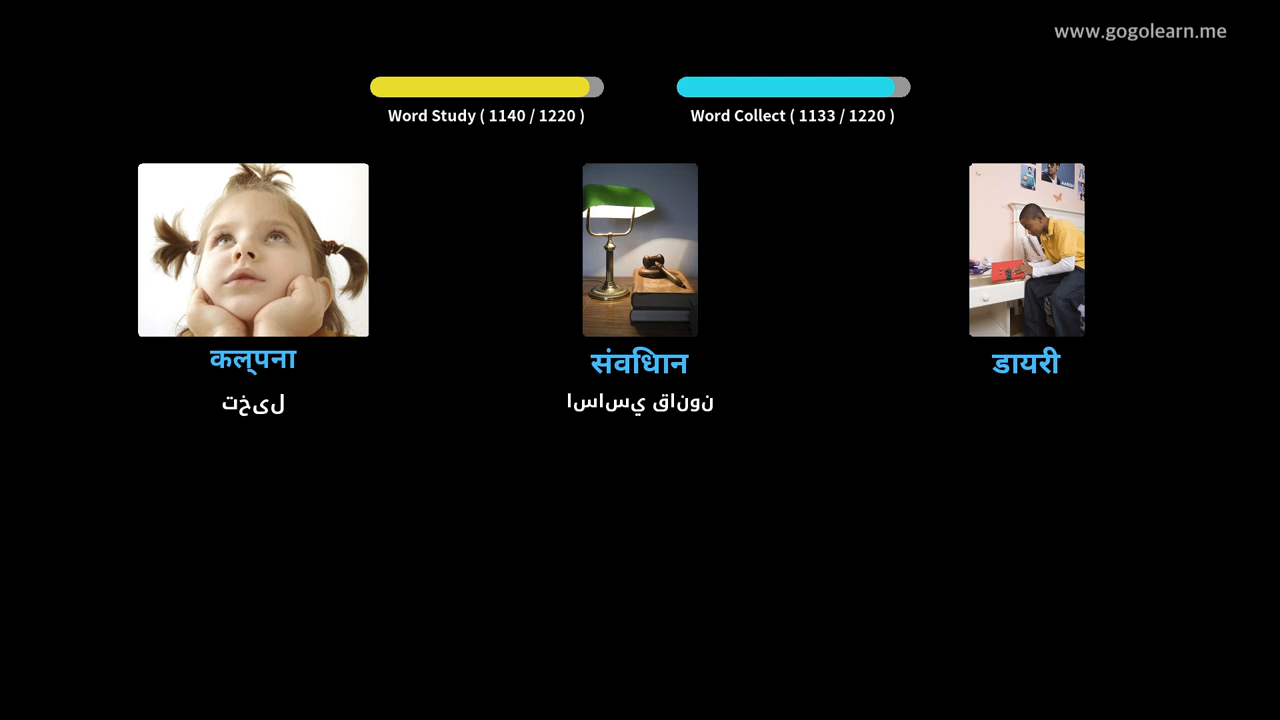 www.gogolearn.me
Word Study ( 1140 / 1220 )
Word Collect ( 1133 / 1220 )
कल्पना
संविधान
डायरी
تخیل
اساسي قانون